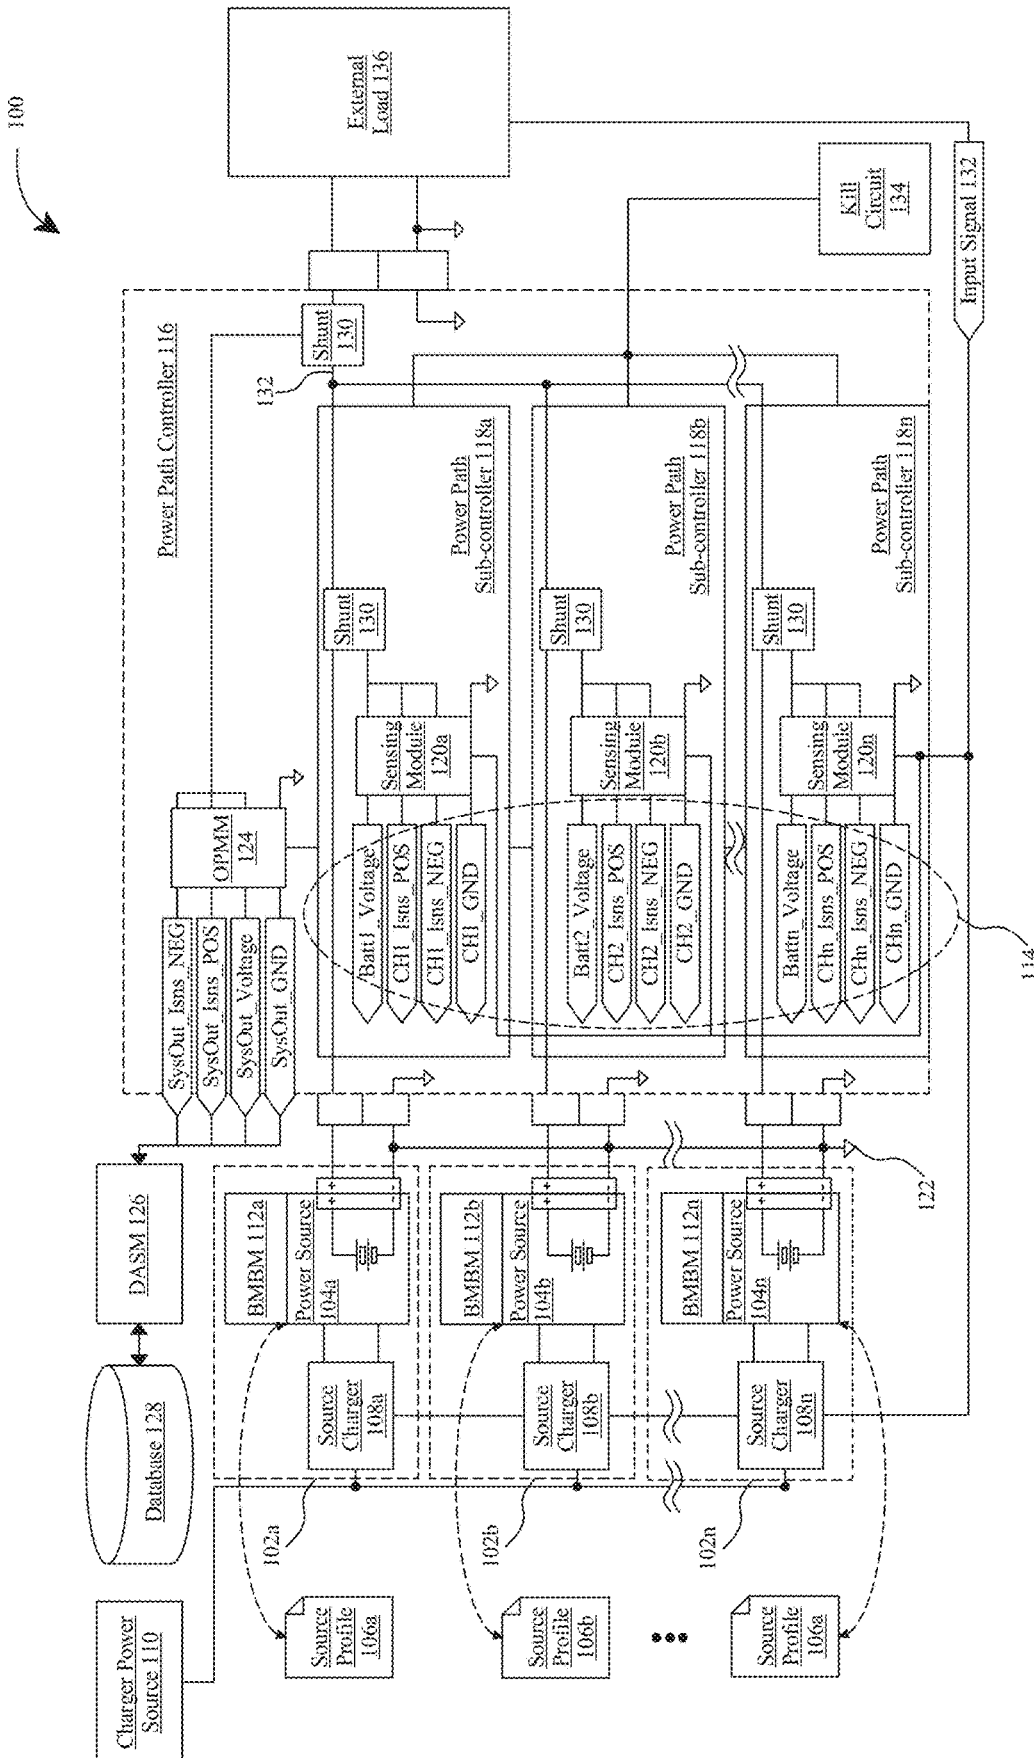 100
Charger Power
Source 110
Database 128
DASM 126
SysOut_Isns_NEG
SysOut_Isns_POS
SysOut_Voltage
SysOut_GND
OPMM
124
Power Path Controller 116
132
Shunt
130
External
Load 136
Source
Profile
106a
102a
Source
Charger
108a
BMBM 112a
Power Source
104a
+
+
-
-
Batt1_Voltage
CH1_Isns_POS
CH1_Isns_NEG
CH1_GND
Sensing
Module
120a
Shunt
130
Power Path
Sub-controller 118a
Source
Profile
106b
102b
Source
Charger
108b
BMBM 112b
Power Source
104b
+
+
-
-
Batt2_Voltage
CH2_Isns_POS
CH2_Isns_NEG
CH2_GND
Sensing
Module
120b
Shunt
130
Power Path
Sub-controller 118b
Source
Profile
106a
102n
Source
Charger
108n
BMBM 112n
Power Source
104n
+
+
-
-
Battn_Voltage
CHn_Isns_POS
CHn_Isns_NEG
CHn_GND
Sensing
Module
120n
Shunt
130
Power Path
Sub-controller 118n
Kill
Circuit
134
122
114
Input Signal 132